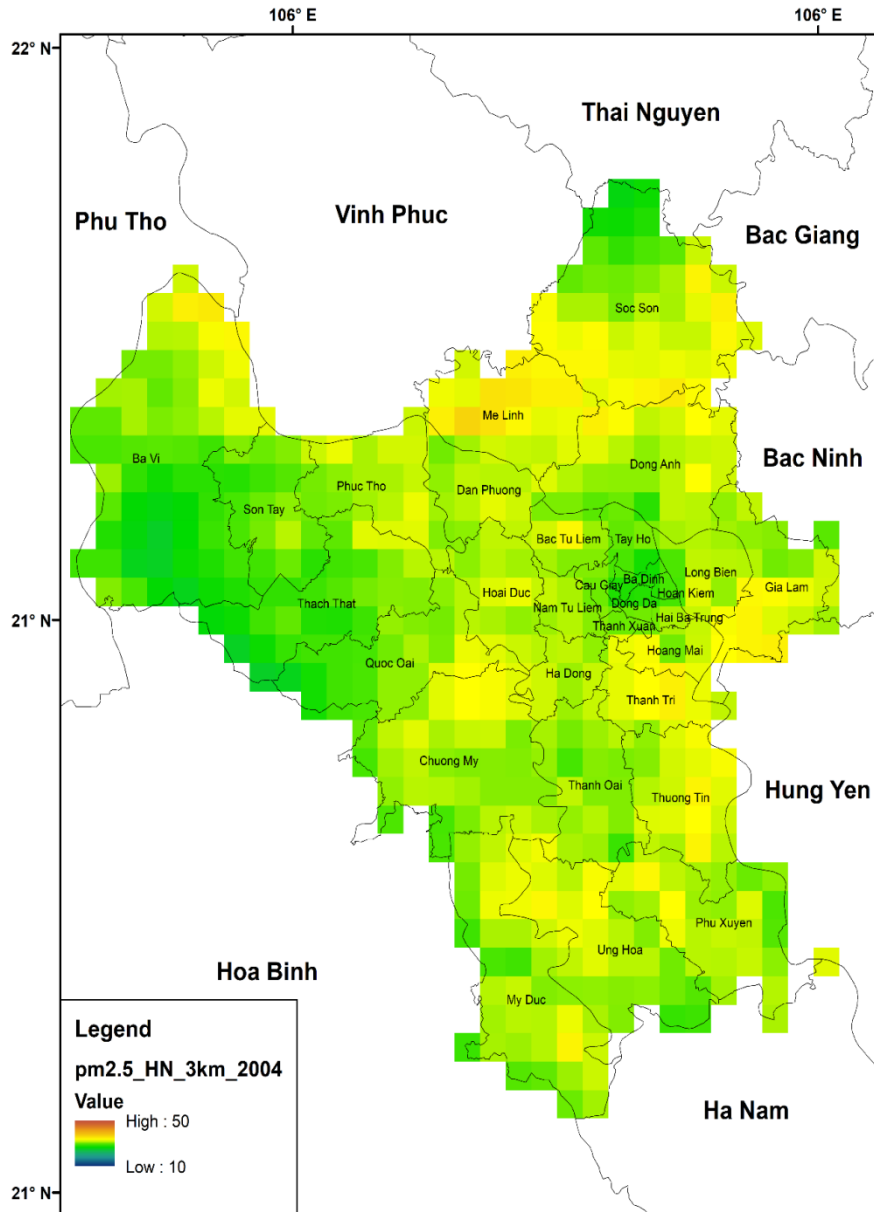 106° E
106° E
22° N
Thai Nguyen
Phu Tho
Vinh Phuc
Bac Giang
Soc Son
Me Linh
Ba Vi
Dong Anh
Bac Ninh
Phuc Tho
Dan Phuong
Son Tay
Bac Tu Liem
Tay Ho
Long Bien
Ba Dinh
Cau Giay
Gia Lam
Hoai Duc
Hoan Kiem
Thach That
Nam Tu Liem
Dong Da
21° N
Hai Ba Trung
Thanh Xuan
Hoang Mai
Quoc Oai
Ha Dong
Thanh Tri
Chuong My
Thanh Oai
Thuong Tin
Hung Yen
Phu Xuyen
Ung Hoa
Hoa Binh
My Duc
Legend
pm2.5_HN_3km_2004
Value
High : 50
Low : 10
Ha Nam
21° N